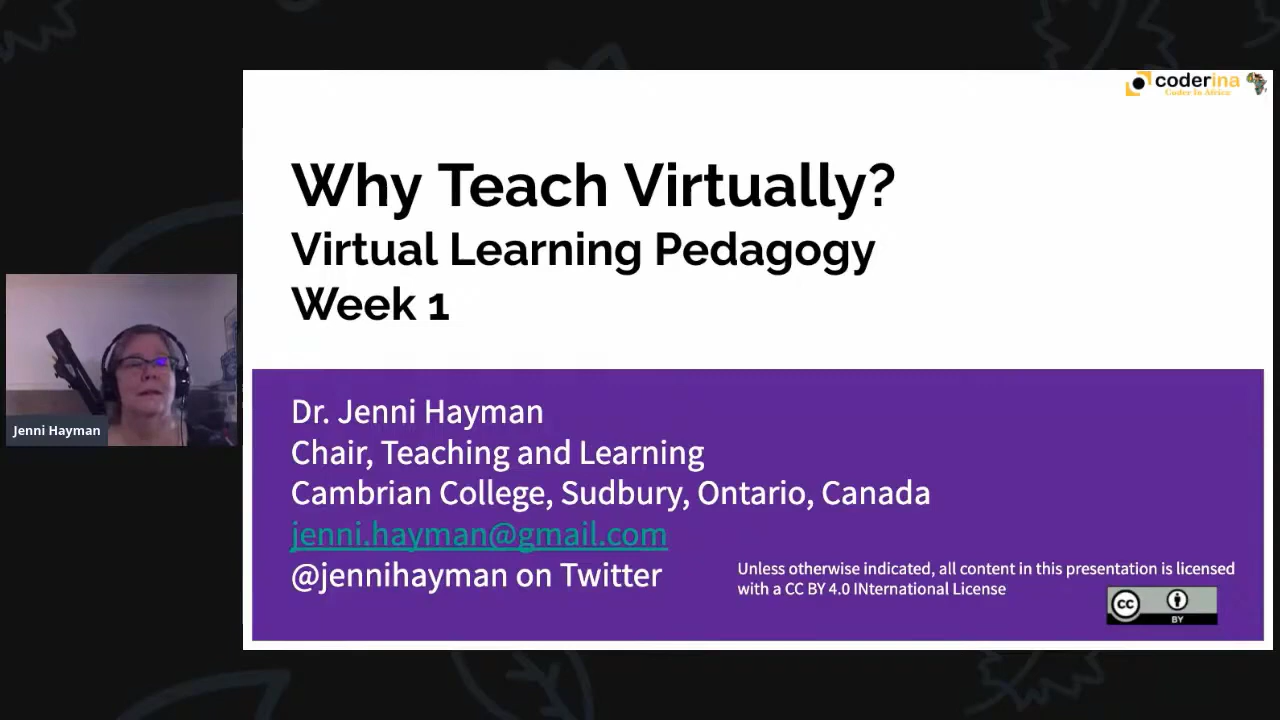 coderina
Center In Africa
Why Teach Virtually?
Virtual Learning Pedagogy
Week 1
Dr. Jenni Hayman
Chair, Teaching and Learning
Cambrian College, Sudbury, Ontario, Canada
jenni.hayman@gmail.com
@jennihayman on Twitter
Unless otherwise indicated, all content in this presentation is licensed
with a CC BY 4.0 INternational License
cc
BY
Jenni Hayman